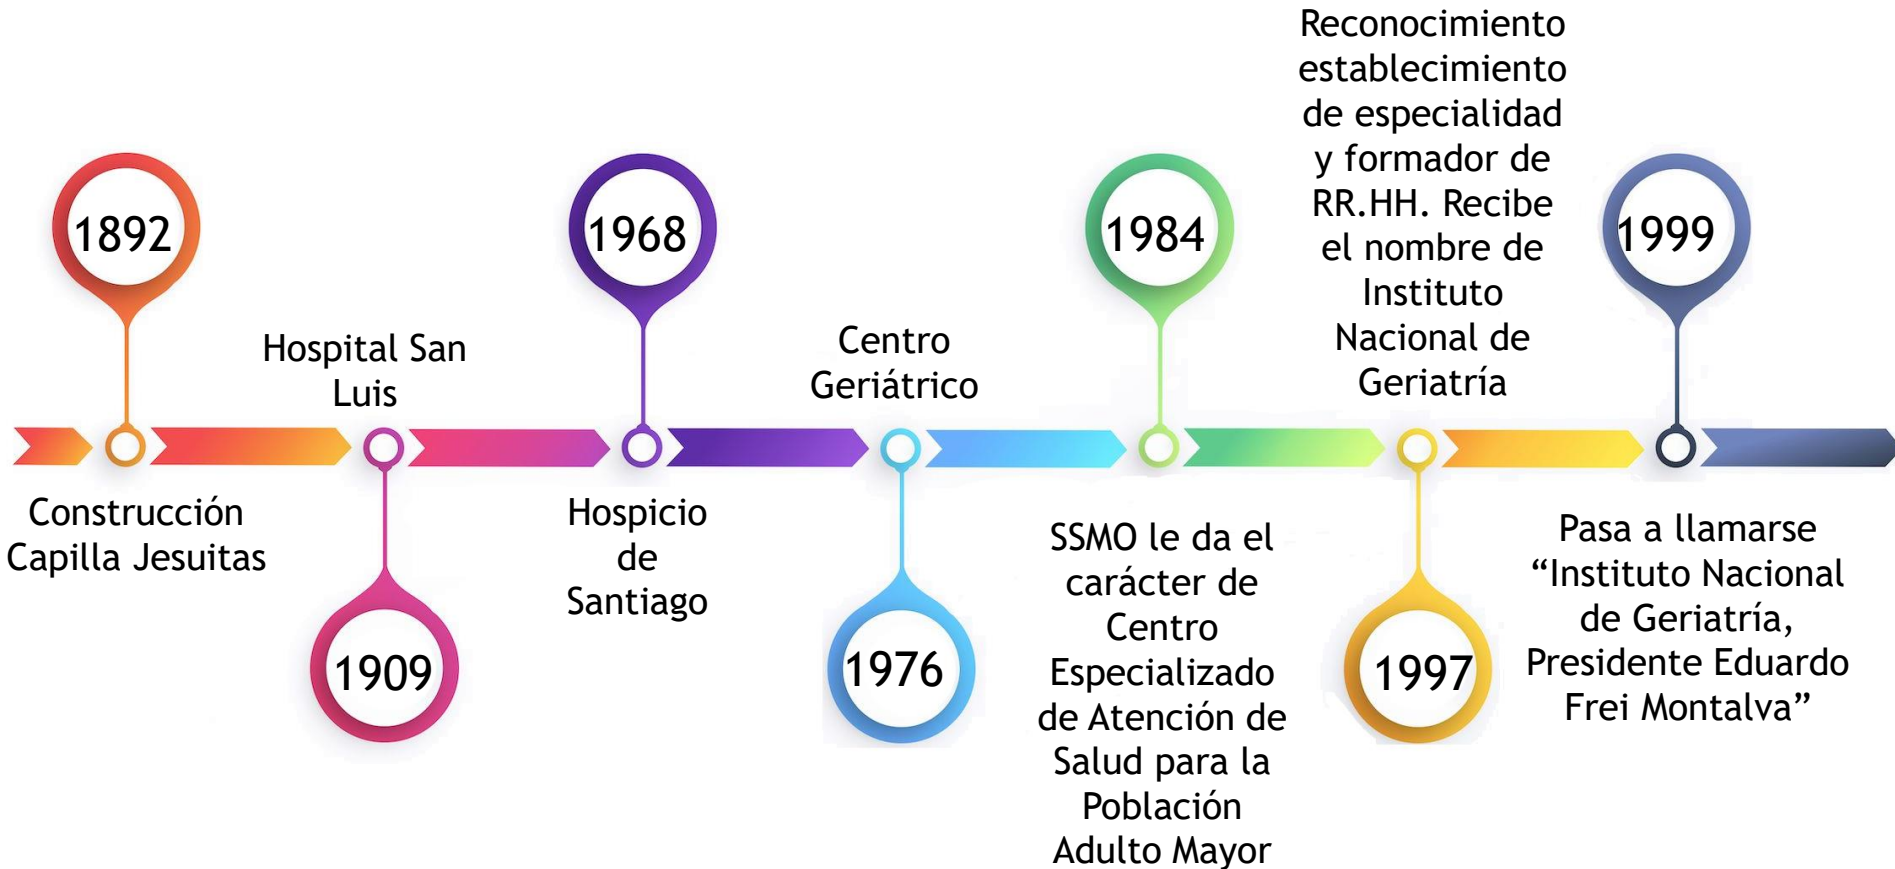 1892
Construcción
Capilla Jesuitas
Hospital San
Luis
1909
1968
Hospicio
de
Santiago
Centro
Geriátrico
1976
1984
SSMO le da el
carácter de
Centro
Especializado
de Atención de
Salud para la
Población
Adulto Mayor
Reconocimiento
establecimiento
de especialidad
y formador de
RR.HH. Recibe
el nombre de
Instituto
Nacional de
Geriatría
1997
1999
Pasa a llamarse
“Instituto Nacional
de Geriatría,
Presidente Eduardo
Frei Montalva”